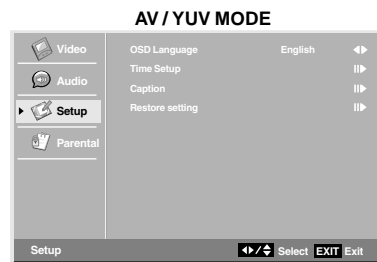 AV / YUV MODE
Video
Audio
Setup
Parental
OSD Language English
Time Setup
Caption
Restore setting
Setup Select EXIT Exit